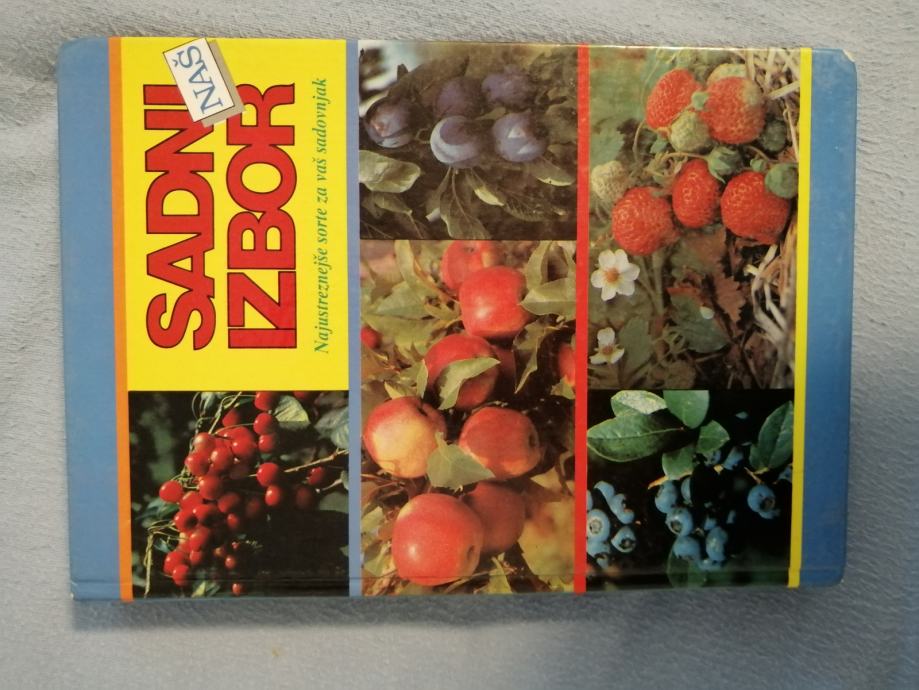 NAŠ
SADNI
IZBOR
Najustreznejše sorte za vaš sadovnjak